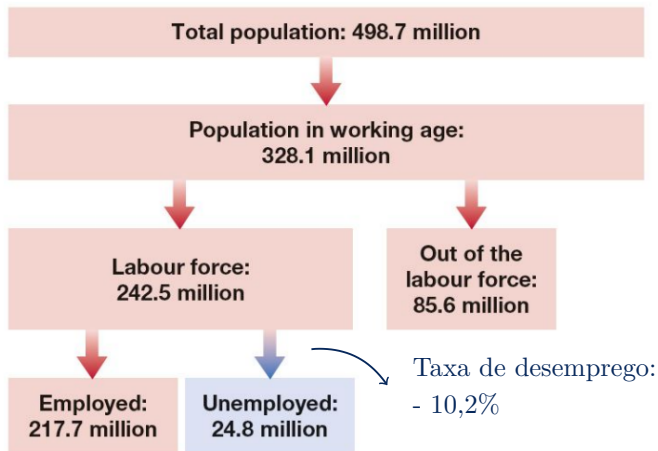 Total population: 498.7 million
Population in working age:
328.1 million
Labour force:
242.5 million
Out of the
labour force:
85.6 million
Employed:
217.7 million
Unemployed:
24.8 million
Taxa de desemprego:
- 10,2%